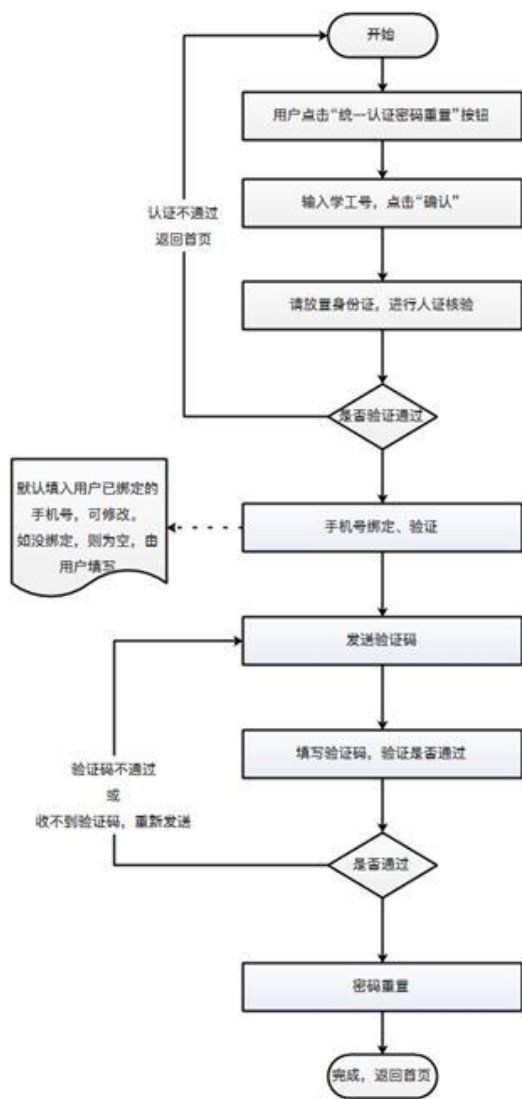 开始
用户点击“统一认证密码重置”按钮
输入学工号，点击“确认”
认证不通过
返回首页
请放置身份证，进行人证核验
是否验证通过
默认填入用户已绑定的
手机号，可修改。
如没绑定，则为空，由
用户填写
手机号绑定、验证
发送验证码
填写验证码，验证是否通过
验证码不通过
或
收不到验证码，重新发送
是否通过
密码重置
完成，返回首页